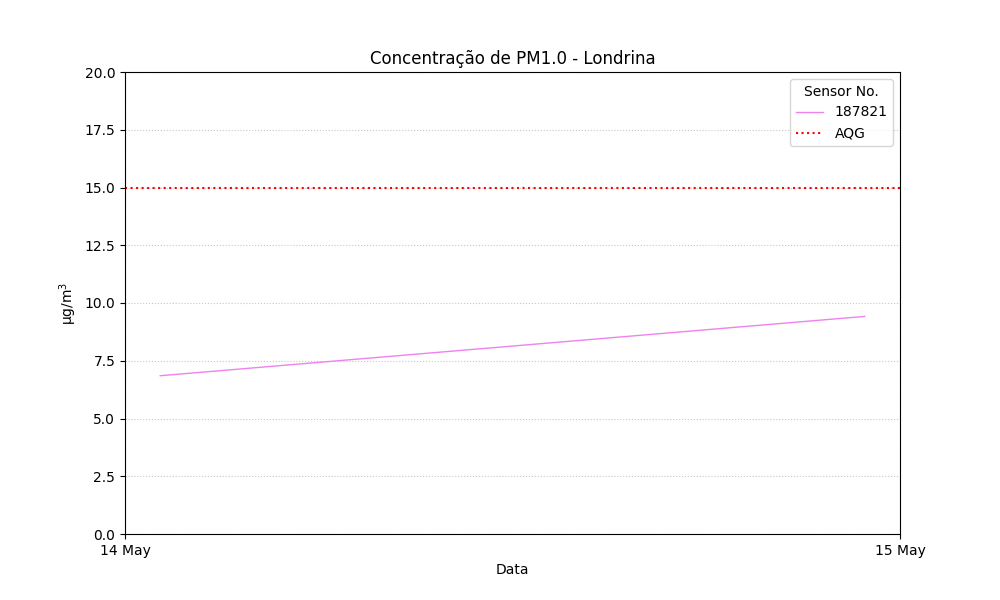 Concentração de PM1.0 - Londrina
Sensor No.
187821
AQG
20.0
17.5
15.0
12.5
10.0
7.5
5.0
2.5
0.0
µg/m³
14 May
15 May
Data